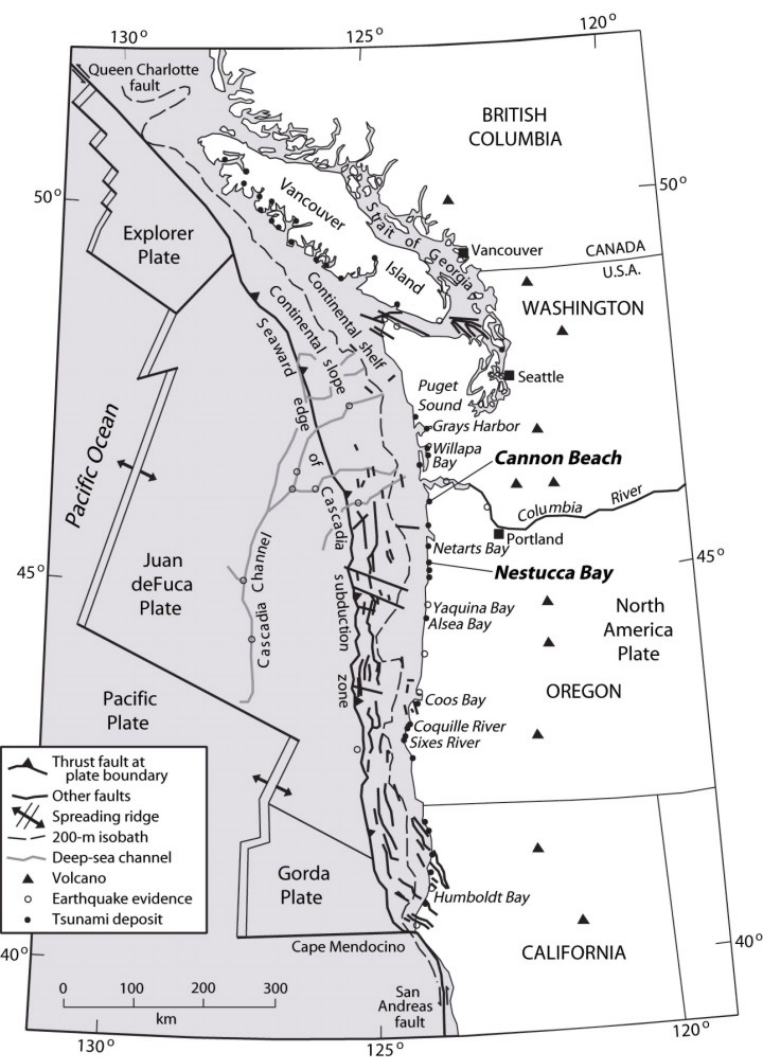 130°
125°
120°
Queen Charlotte
fault
BRITISH
COLUMBIA
50°
50°
Vancouver
Island
Strait of Georgia
Vancouver
CANADA
U.S.A.
Explorer
Plate
WASHINGTON
Continental shelf
Continental slope
Seaward edge of Cascadia subduction zone
Seattle
Puget
Sound
Grays Harbor
Willapa
Bay
Cannon Beach
Pacific Ocean
Columbia River
Portland
Netarts Bay
45°
45°
Nestucca Bay
Juan
deFuca
Plate
Cascadia Channel
Yaquina Bay
Alsea Bay
North
America
Plate
Pacific
Plate
Coos Bay
OREGON
Coquille River
Sixes River
Thrust fault at
plate boundary
Other faults
Spreading ridge
200-m isobath
Deep-sea channel
Volcano
Earthquake evidence
Tsunami deposit
Gorda
Plate
Humboldt Bay
Cape Mendocino
CALIFORNIA
40°
40°
0 100 200 300
km
San
Andreas
fault
130°
125°
120°